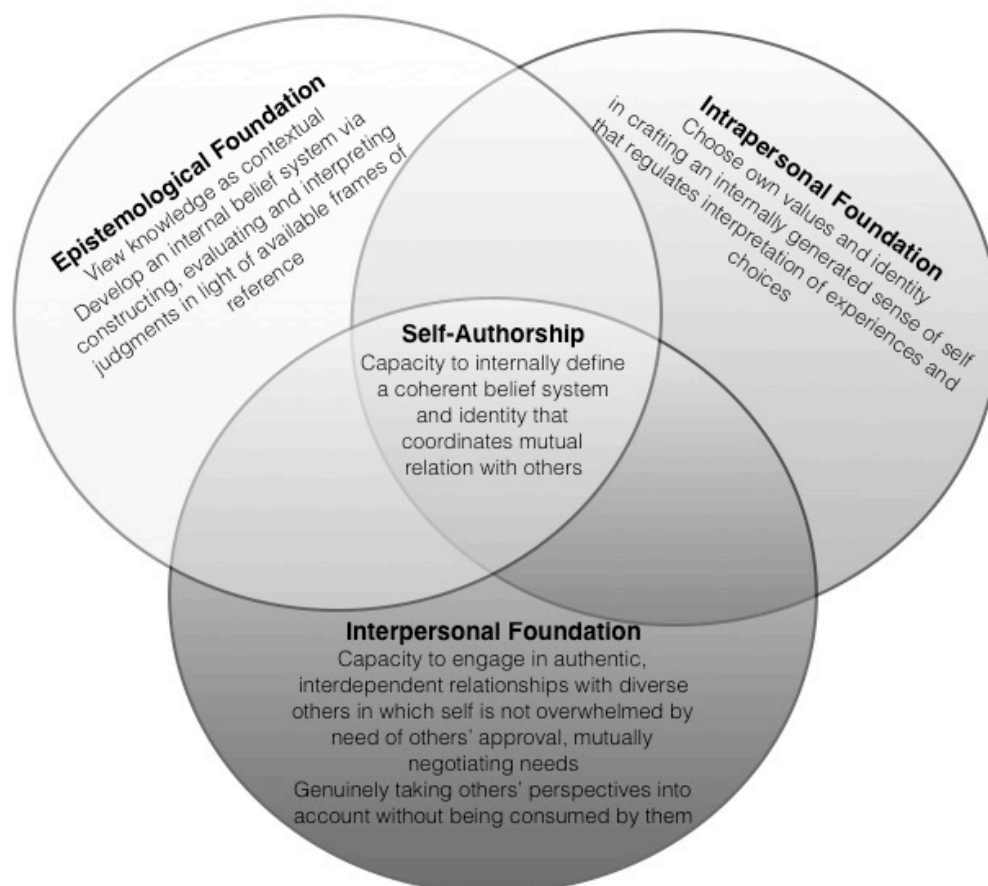 Epistemological Foundation
View knowledge as contextual
Develop an internal belief system via
constructing, evaluating and interpreting
judgments in light of available frames of
reference
Intrapersonal Foundation
Choose own values and identity
in crafting an internally generated sense of self
that regulates interpretation of experiences and
choices
Self-Authorship
Capacity to internally define
a coherent belief system
and identity that
coordinates mutual
relation with others
Interpersonal Foundation
Capacity to engage in authentic,
interdependent relationships with diverse
others in which self is not overwhelmed by
need of others’ approval, mutually
negotiating needs
Genuinely taking others’ perspectives into
account without being consumed by them